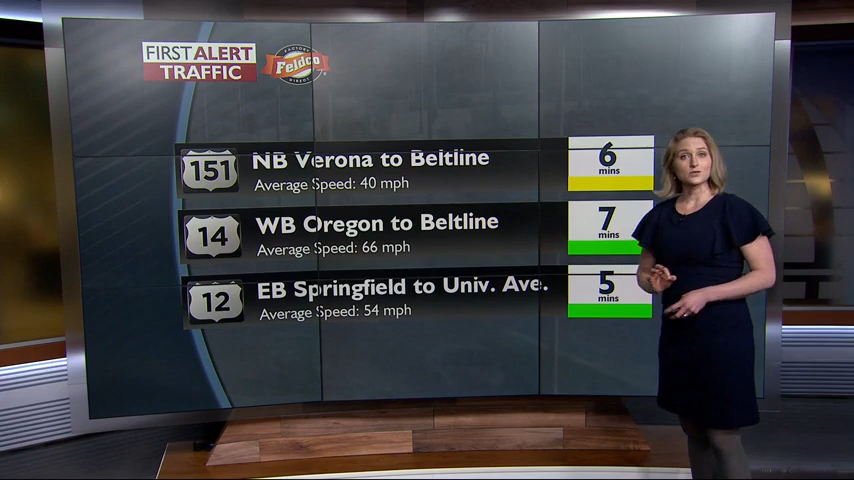 FIRST ALERT
TRAFFIC
FACTORY
Feldco
DIRECT
151
NB Verona to Beltline
Average Speed: 40 mph
6
mins
14
WB Oregon to Beltline
Average Speed: 66 mph
7
mins
12
EB Springfield to Univ. Ave.
Average Speed: 54 mph
5
mins